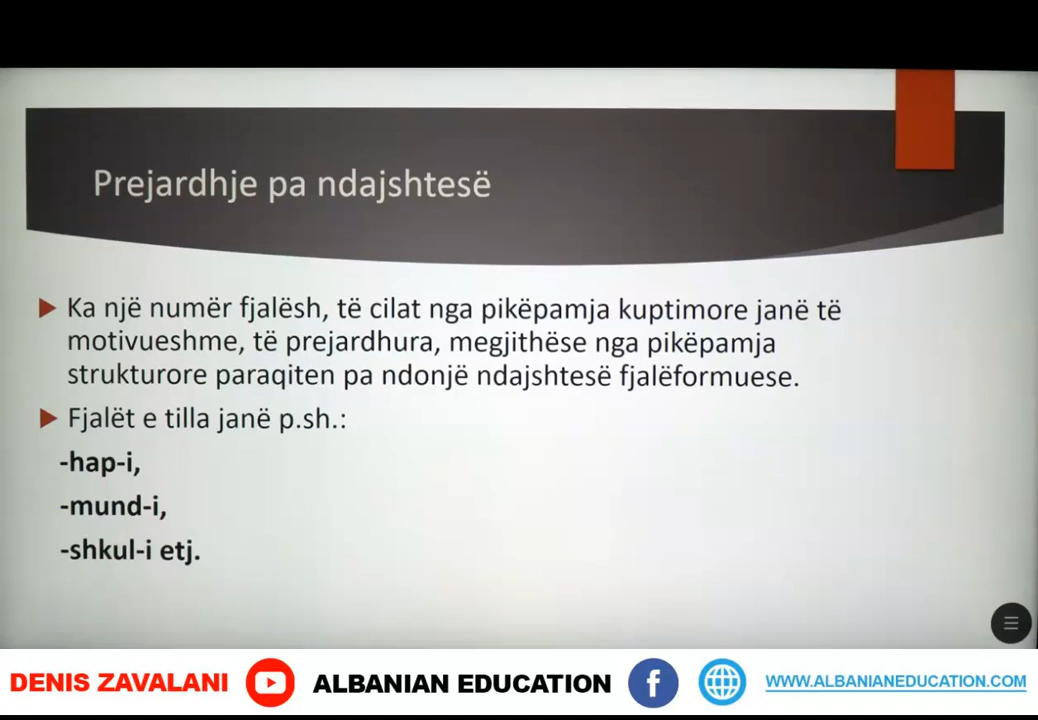 Prejardhje pa ndajshtesë
Ka një numër fjalësh, të cilat nga pikëpamja kuptimore janë të
motivueshme, të prejardhura, megjithëse nga pikëpamja
strukturore paraqiten pa ndonjë ndajshtesë fjalëformuese.
Fjalët e tilla janë p.sh.:
-hap-i,
-mund-i,
-shkul-i etj.
DENIS ZAVALANI ALBANIAN EDUCATION f WWW.ALBANIANEDUCATION.COM